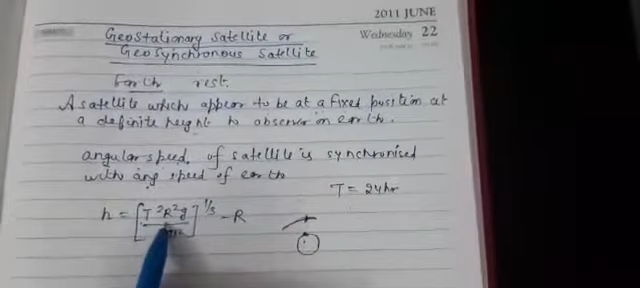 2011 JUNE
Wednesday 22
Geostationary Satellite or
Geosynchronous Satellite
Earth rest.
A satellite which appear to be at a fixed position at
a definite height to observer on earth.
angular speed of satellite is synchronised
with ang speed of earth
T = 24hr
h = [T²R²g]^1/3 - R